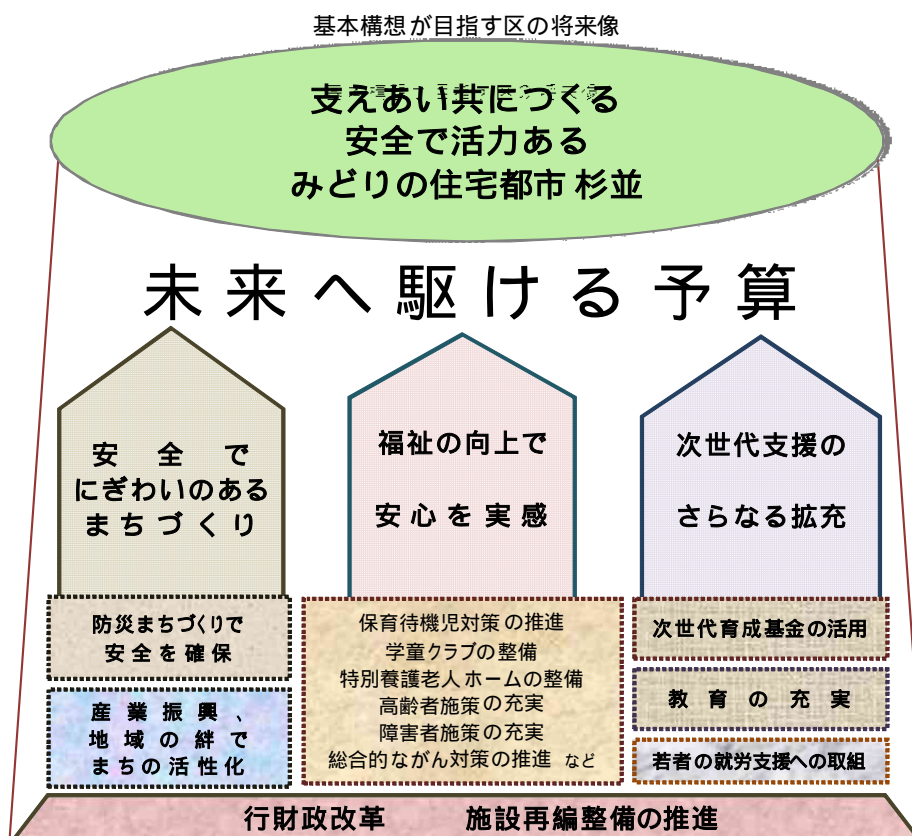 基本構想が目指す区の将来像
支えあい共につくる
安全で活力ある
みどりの住宅都市 杉並
未来へ駆ける予算
安全で
にぎわいのある
まちづくり
防災まちづくりで
安全を確保
産業振興、
地域の絆で
まちの活性化
福祉の向上で
安心を実感
保育待機児対策の推進
学童クラブの整備
特別養護老人ホームの整備
高齢者施策の充実
障害者施策の充実
総合的ながん対策の推進 など
次世代支援の
さらなる拡充
次世代育成基金の活用
教育の充実
若者の就労支援への取組
行財政改革 施設再編整備の推進